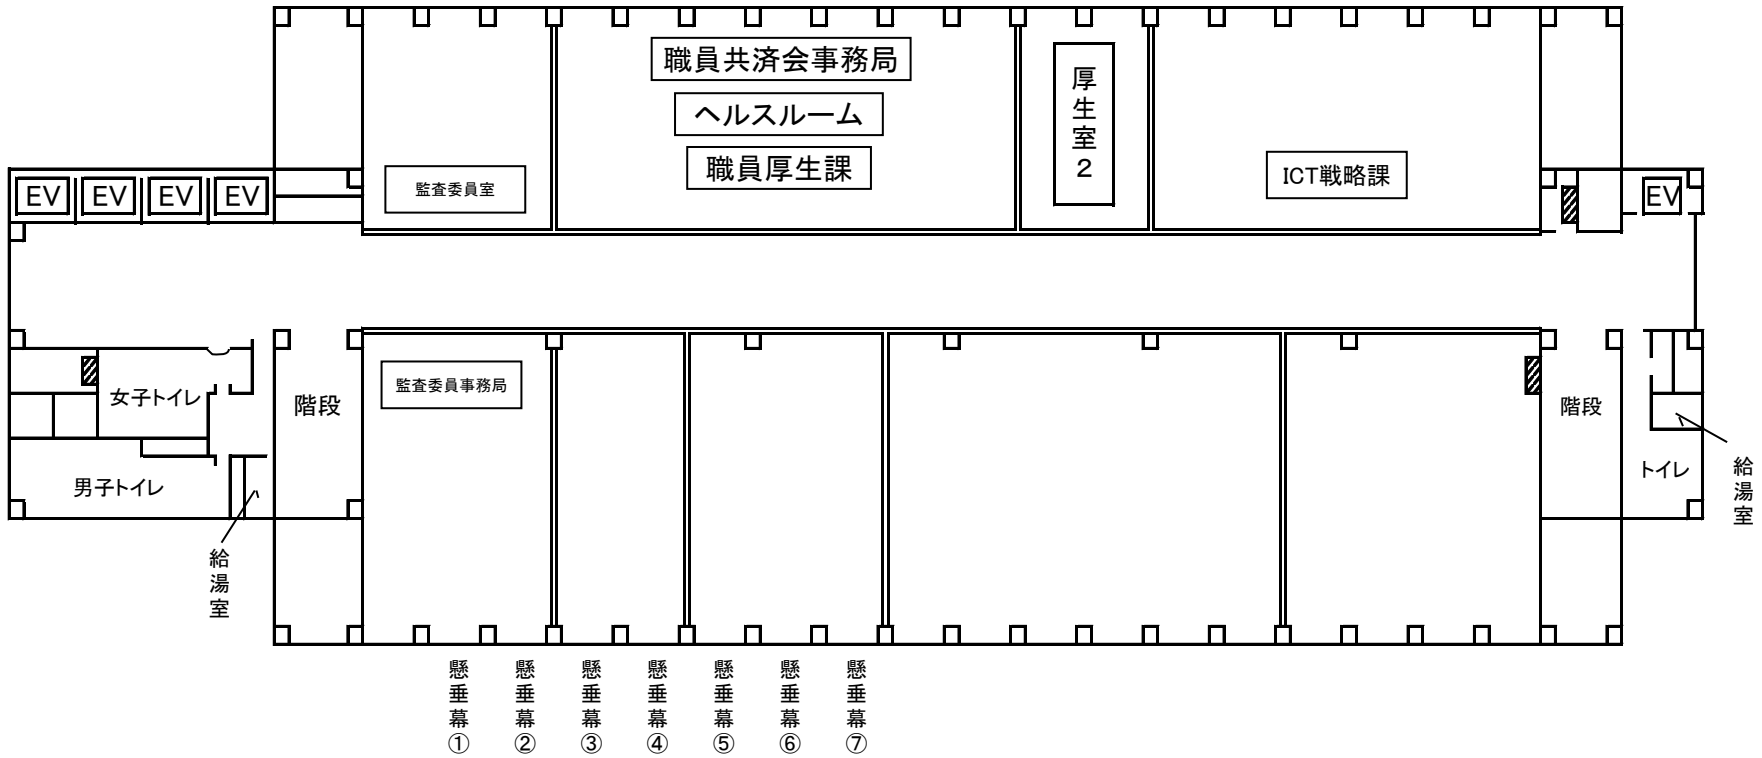 職員共済会事務局
ヘルスルーム
職員厚生課
厚生室2
監査委員室
ICT戦略課
EV
EV
EV
EV
EV
監査委員事務局
女子トイレ
階段
階段
男子トイレ
トイレ
給湯室
給湯室
懸垂幕①
懸垂幕②
懸垂幕③
懸垂幕④
懸垂幕⑤
懸垂幕⑥
懸垂幕⑦